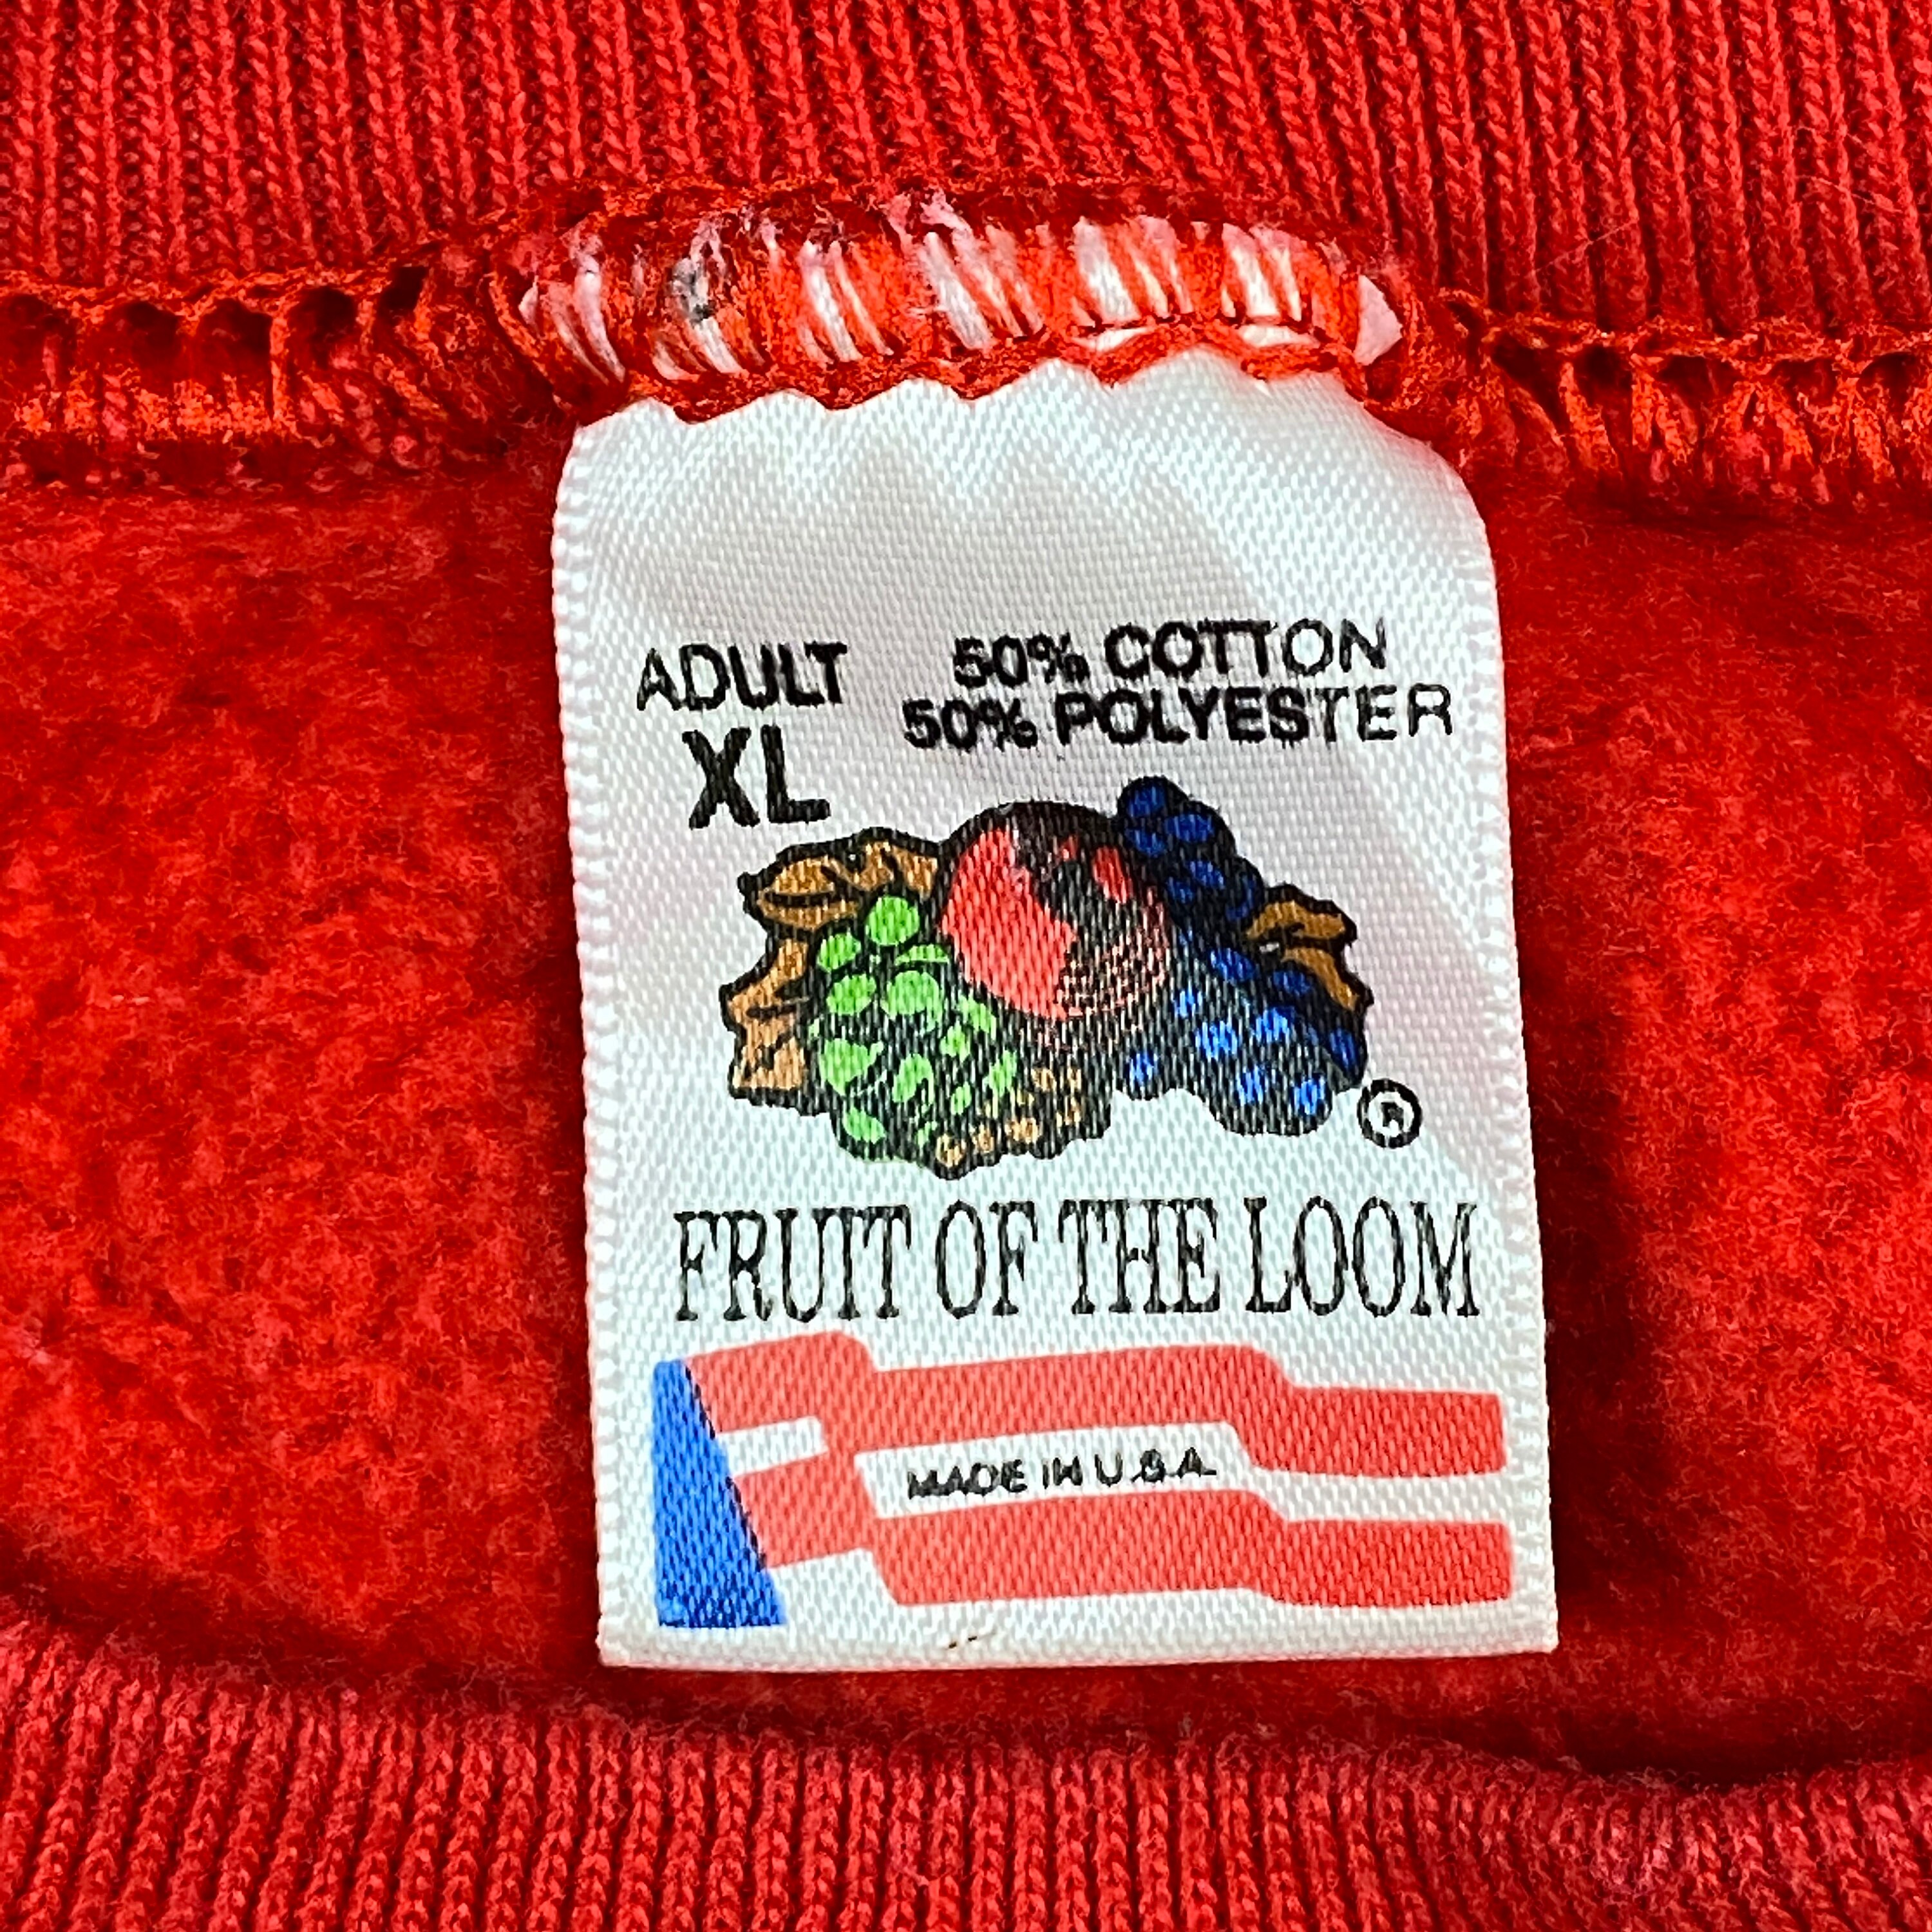 ADULT
XL
50% COTTON
50% POLYESTER
®
FRUIT OF THE LOOM
MADE IN U.S.A.